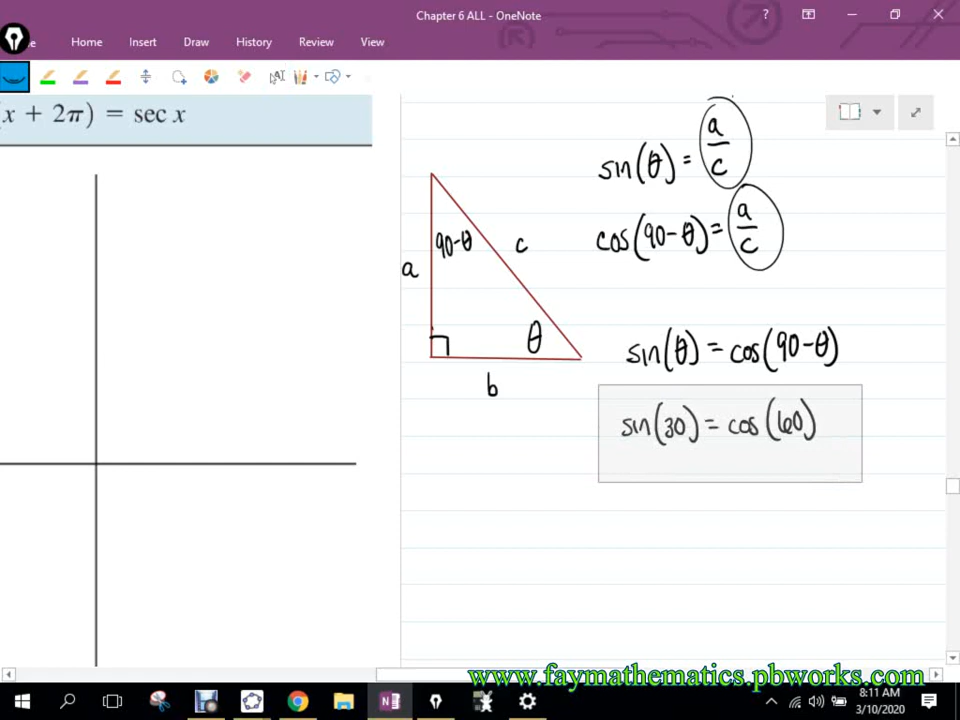 Chapter 6 ALL - OneNote
?
Home Insert Draw History Review View
x + 2π) = sec x
sin(θ) = a/c
cos(90-θ) = a/c
90-θ
c
a
θ
b
sin(θ) = cos(90-θ)
sin(30) = cos(60)
www.faymathematics.pbworks.com
8:11 AM
3/10/2020